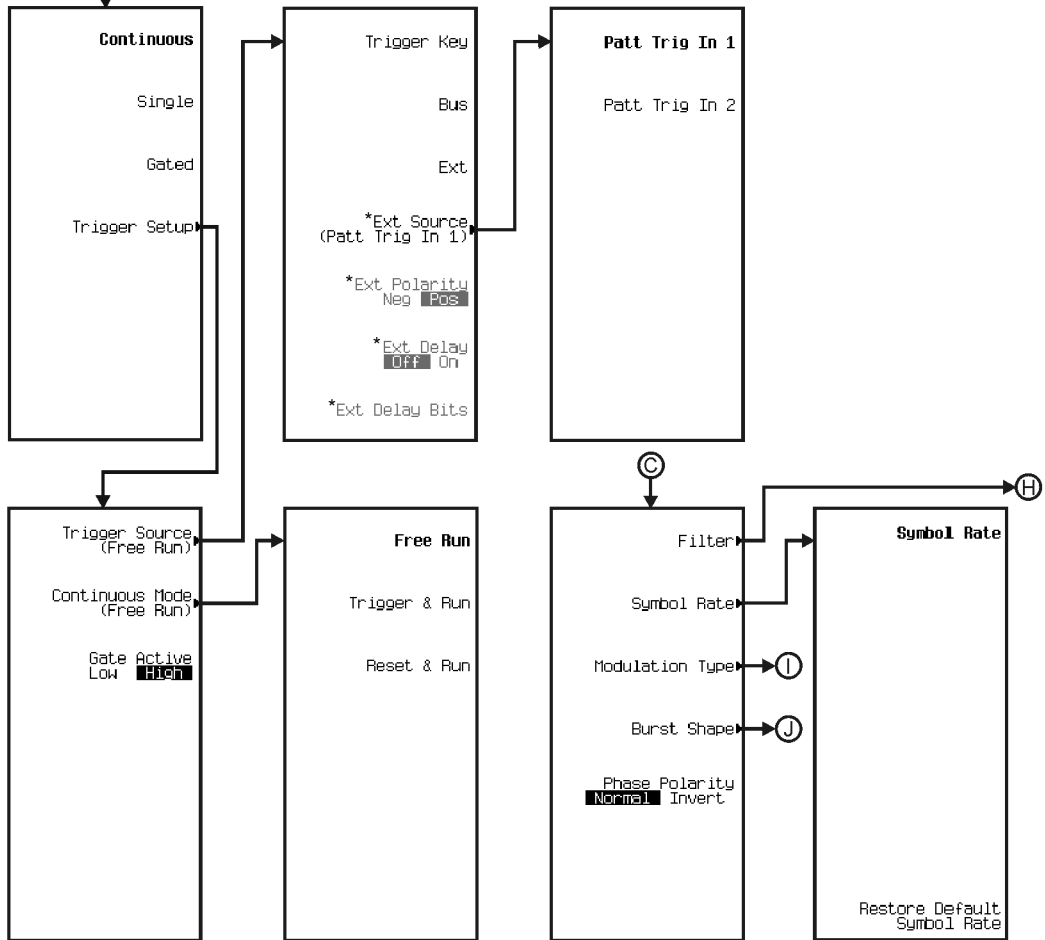 Continuous
Single
Gated
Trigger Setup
Trigger Key
Bus
Ext
*Ext Source
(Patt Trig In 1)
*Ext Polarity
Neg Pos
*Ext Delay
Off On
*Ext Delay Bits
Patt Trig In 1
Patt Trig In 2
Trigger Source
(Free Run)
Continuous Mode
(Free Run)
Gate Active
Low High
Free Run
Trigger & Run
Reset & Run
C
Filter
Symbol Rate
Modulation Type
Burst Shape
Phase Polarity
Normal Invert
H
I
J
Symbol Rate
Restore Default
Symbol Rate